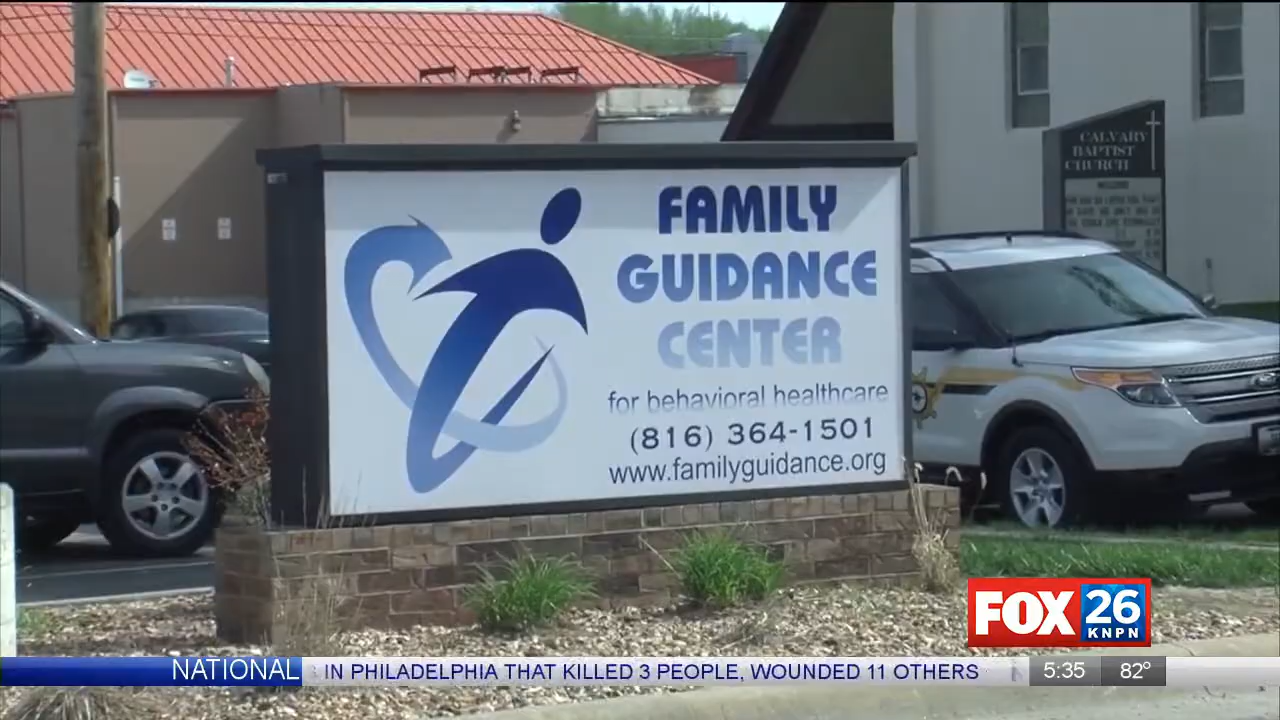 CALVARY
BAPTIST
CHURCH
WELCOME
FAMILY
GUIDANCE
CENTER
for behavioral healthcare
(816) 364-1501
www.familyguidance.org
FOX 26
KNPN
NATIONAL
IN PHILADELPHIA THAT KILLED 3 PEOPLE, WOUNDED 11 OTHERS
5:35
82°